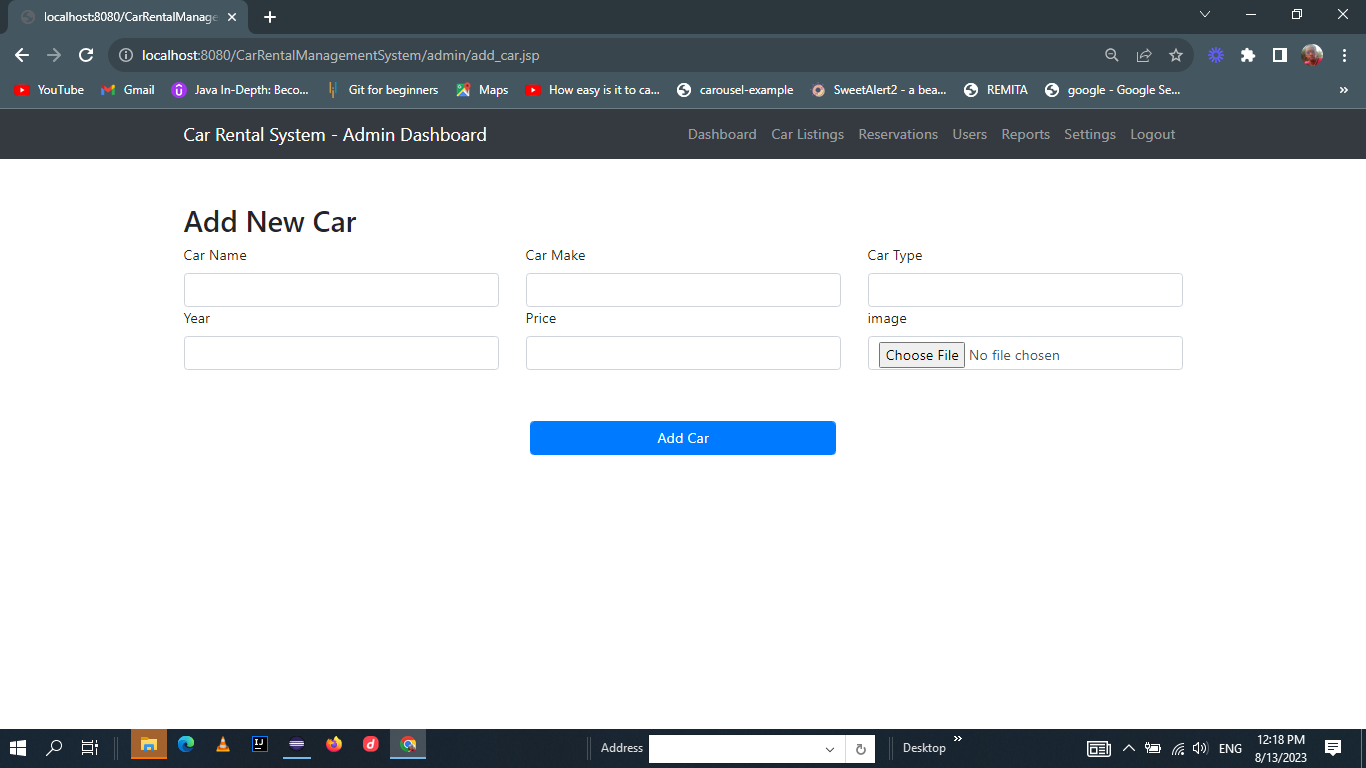 localhost:8080/CarRentalManage
localhost:8080/CarRentalManagementSystem/admin/add_car.jsp
YouTube Gmail Java In-Depth: Beco... Git for beginners Maps How easy is it to ca... carousel-example SweetAlert2 - a bea... REMITA google - Google Se... »
Car Rental System - Admin Dashboard Dashboard Car Listings Reservations Users Reports Settings Logout
Add New Car
Car Name Car Make Car Type
Year Price image
Choose File No file chosen
Add Car
Address Desktop » ENG 12:18 PM
8/13/2023